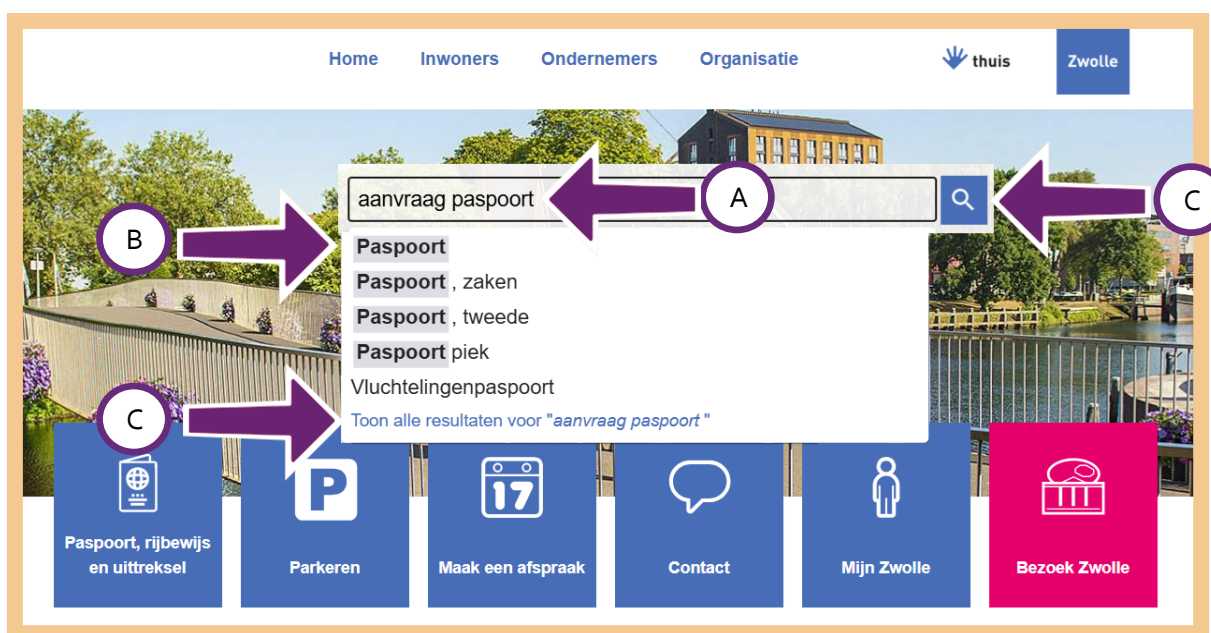 Home Inwoners Ondernemers Organisatie thuis Zwolle
aanvraag paspoort
A
C
B
Paspoort
Paspoort , zaken
Paspoort , tweede
Paspoort piek
Vluchtelingenpaspoort
C
Toon alle resultaten voor "aanvraag paspoort "
P
17
Paspoort, rijbewijs
en uittreksel
Parkeren
Maak een afspraak
Contact
Mijn Zwolle
Bezoek Zwolle